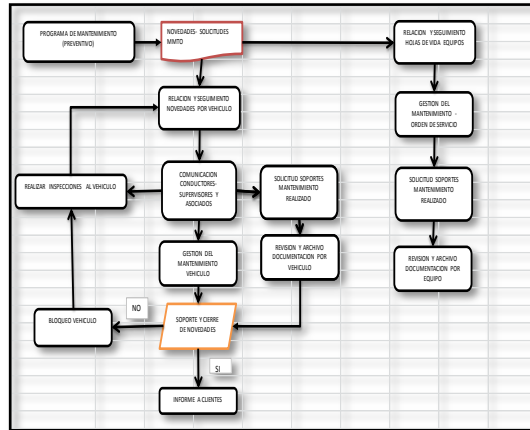 PROGRAMA DE MANTENIMIENTO
(PREVENTIVO)
NOVEDADES- SOLICITUDES
MMTO
RELACION Y SEGUIMIENTO
HOLAS DE VIDA EQUIPOS
RELACION Y SEGUIMIENTO
NOVEDADES POR VEHICULO
GESTION DEL
MANTENIMIENTO -
ORDEN DE SERVICIO
REALIZAR INSPECCIONES AL VEHICULO
COMUNICACION
CONDUCTORES-
SUPERVISORES Y
ASOCIADOS
SOLICITUD SOPORTES
MANTENIMIENTO
REALIZADO
SOLICITUD SOPORTES
MANTENIMIENTO
REALIZADO
GESTION DEL
MANTENIMIENTO
VEHICULO
REVISION Y ARCHIVO
DOCUMENTACION POR
VEHICULO
REVISION Y ARCHIVO
DOCUMENTACION POR
EQUIPO
BLOQUEO VEHICULO
NO
SOPORTE Y CIERRE
DE NOVEDADES
SI
INFORME A CLIENTES